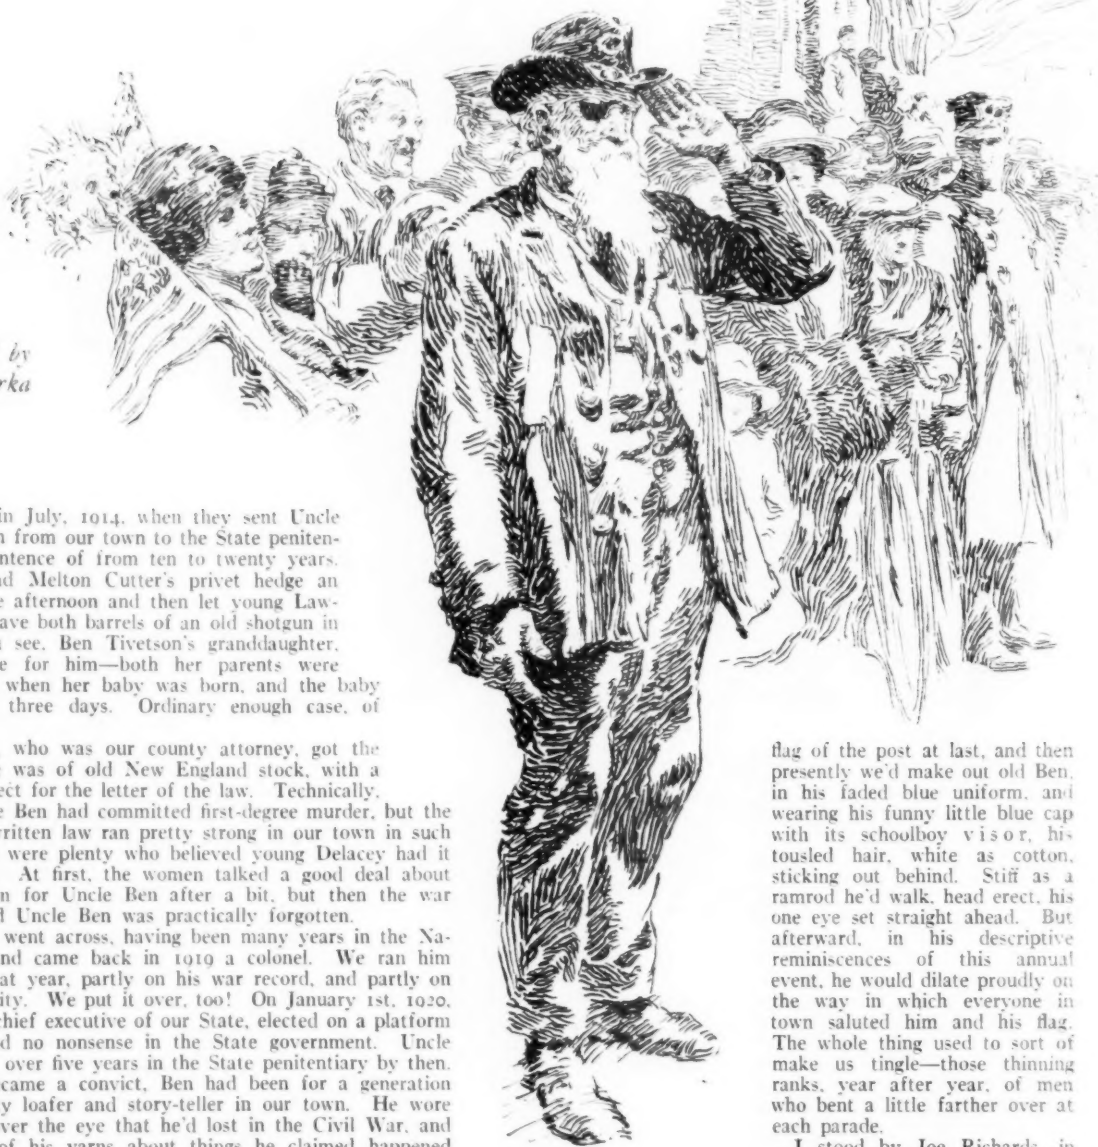 by
rka
in July, 1914, when they sent Uncle
n from our town to the State peniten-
ntence of from ten to twenty years.
nd Melton Cutter's privet hedge an
e afternoon and then let young Law-
ave both barrels of an old shotgun in
see, Ben Tivetson's granddaughter,
e for him—both her parents were
when her baby was born, and the baby
three days. Ordinary enough case, of
who was our county attorney, got the
was of old New England stock, with a
ect for the letter of the law. Technically,
e Ben had committed first-degree murder, but the
written law ran pretty strong in our town in such
were plenty who believed young Delacey had it
At first, the women talked a good deal about
n for Uncle Ben after a bit, but then the war
d Uncle Ben was practically forgotten.
went across, having been many years in the Na-
nd came back in 1919 a colonel. We ran him
at year, partly on his war record, and partly on
ity. We put it over, too! On January 1st, 1920,
chief executive of our State, elected on a platform
d no nonsense in the State government. Uncle
over five years in the State penitentiary by then.
came a convict, Ben had been for a generation
y loafer and story-teller in our town. He wore
ver the eye that he'd lost in the Civil War, and
of his yarns about things he claimed happened
flag of the post at last, and then
presently we'd make out old Ben,
in his faded blue uniform, and
wearing his funny little blue cap
with its schoolboy visor, his
tousled hair, white as cotton,
sticking out behind. Stiff as a
ramrod he'd walk, head erect, his
one eye set straight ahead. But
afterward, in his descriptive
reminiscences of this annual
event, he would dilate proudly on
the way in which everyone in
town saluted him and his flag.
The whole thing used to sort of
make us tingle—those thinning
ranks, year after year, of men
who bent a little farther over at
each parade.
I stood by Joe Richards, in